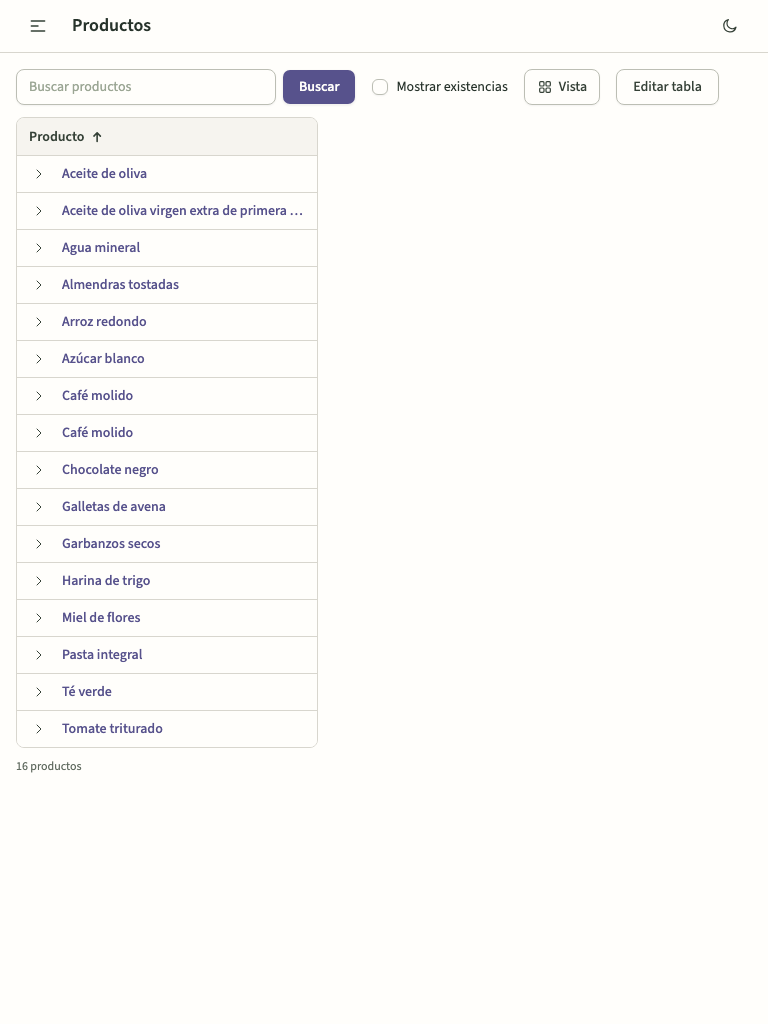 Productos
Buscar productos
Buscar
Mostrar existencias
Vista
Editar tabla
Producto
Aceite de oliva
Aceite de oliva virgen extra de primera …
Agua mineral
Almendras tostadas
Arroz redondo
Azúcar blanco
Café molido
Café molido
Chocolate negro
Galletas de avena
Garbanzos secos
Harina de trigo
Miel de flores
Pasta integral
Té verde
Tomate triturado
16 productos